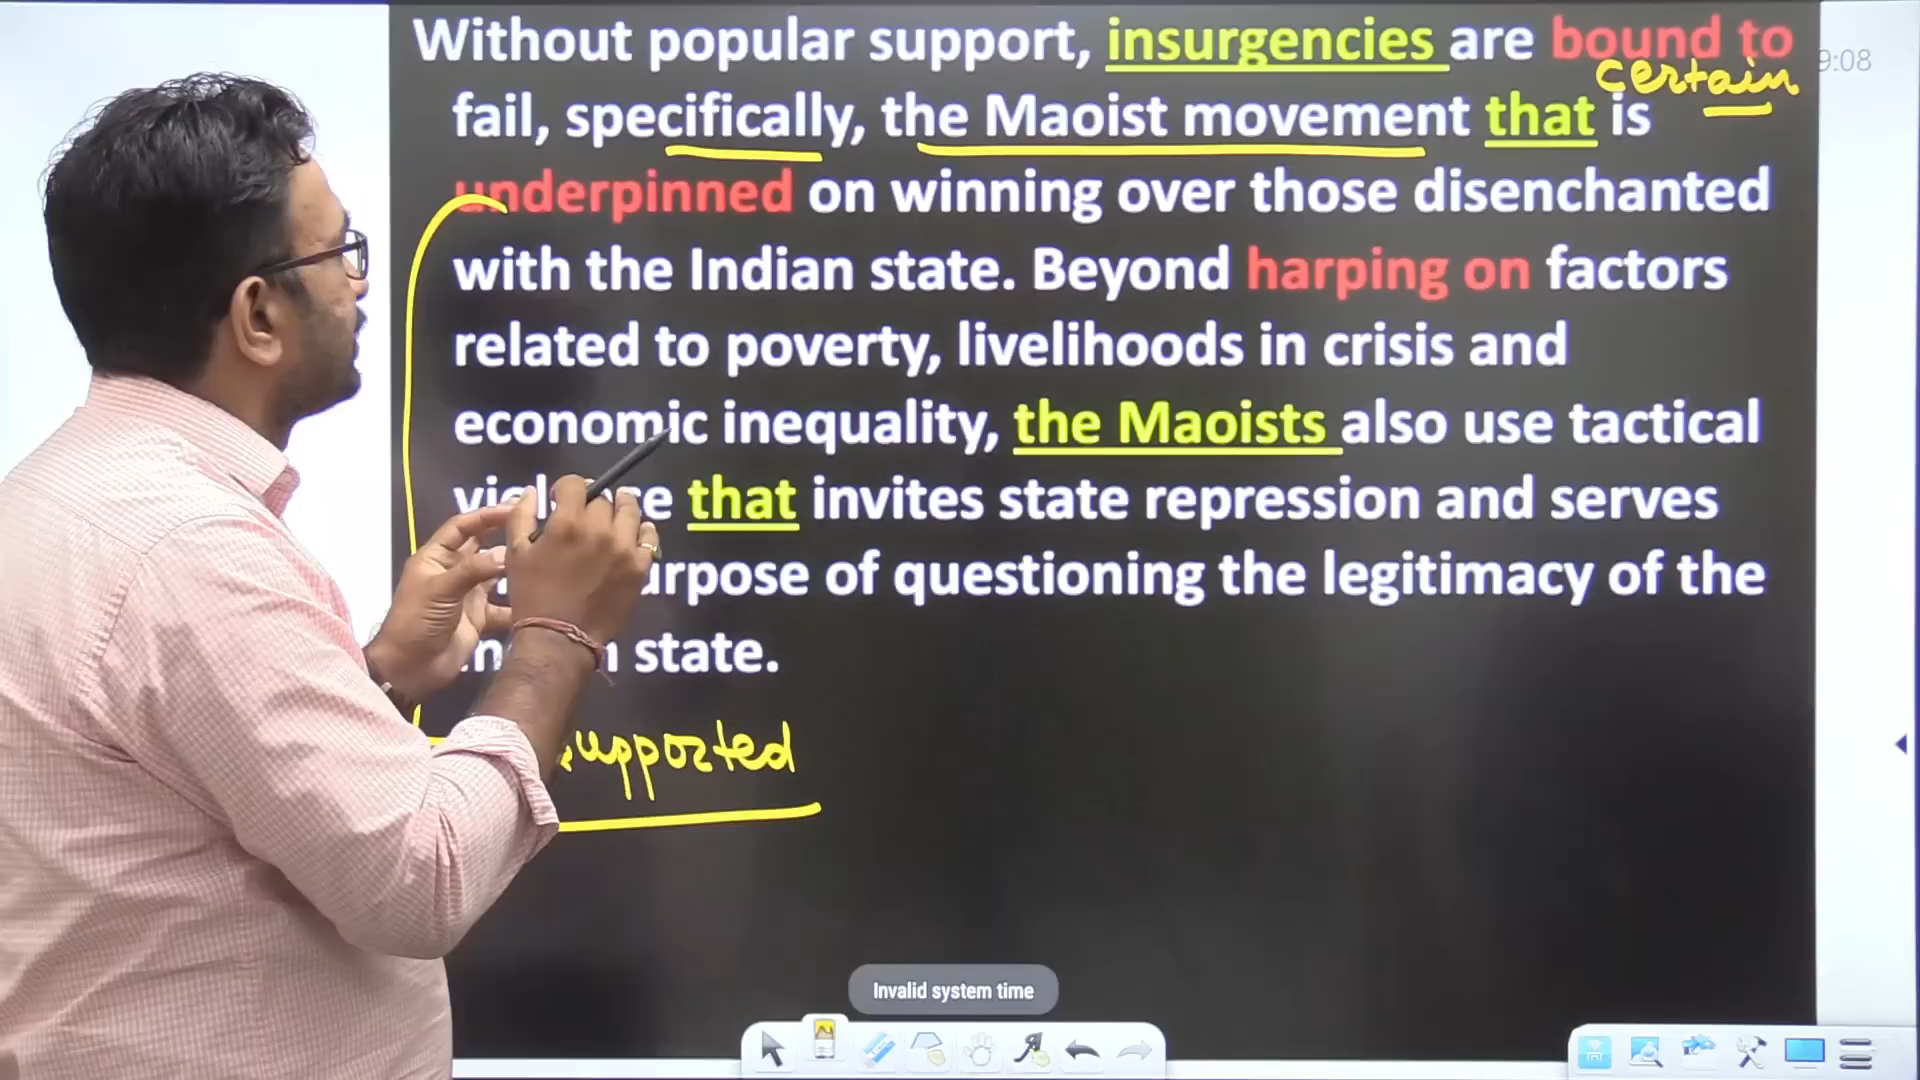 Without popular support, insurgencies are bound to
9:08
certain
fail, specifically, the Maoist movement that is
underpinned on winning over those disenchanted
with the Indian state. Beyond harping on factors
related to poverty, livelihoods in crisis and
economic inequality, the Maoists also use tactical
that invites state repression and serves
of questioning the legitimacy of the
state.
supported
Invalid system time